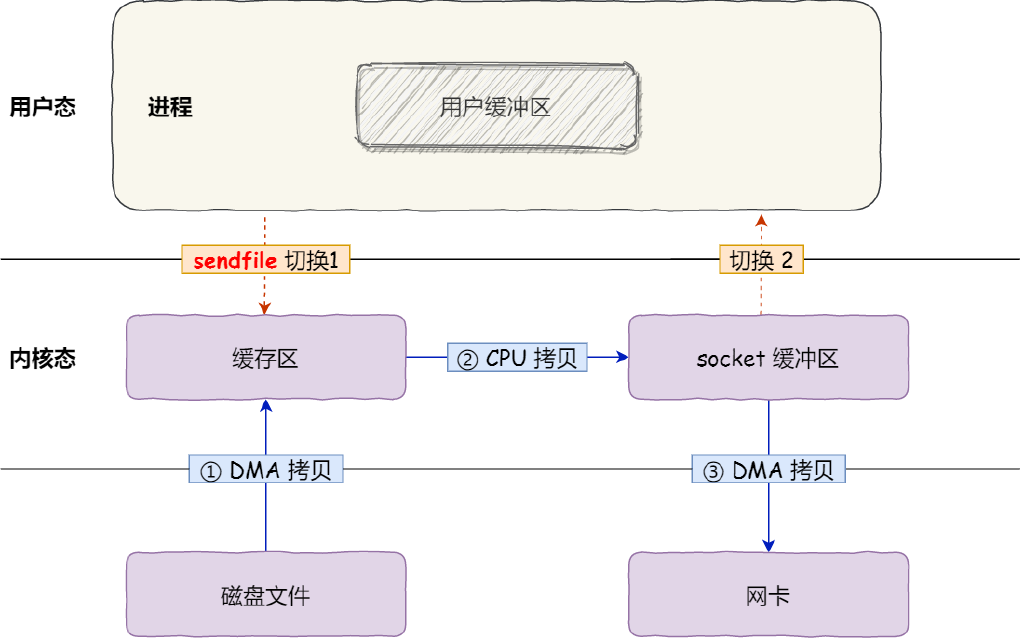 用户态
进程
用户缓冲区
sendfile 切换1
切换 2
内核态
缓存区
② CPU 拷贝
socket 缓冲区
① DMA 拷贝
③ DMA 拷贝
磁盘文件
网卡